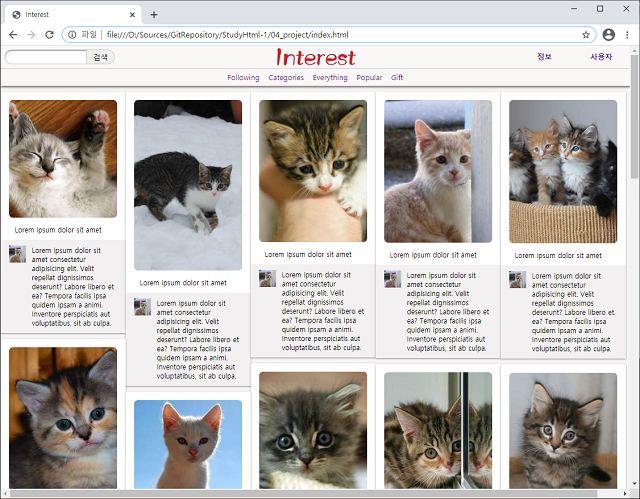 Interest
파일 | file:///D:/Sources/GitRepository/StudyHtml-1/04_project/index.html
검색
Interest
정보
사용자
Following Categories Everything Popular Gift
Lorem ipsum dolor sit amet
Lorem ipsum dolor sit
amet consectetur
adipisicing elit. Velit
repellat dignissimos
deserunt? Labore libero et
ea? Tempora facilis ipsa
quidem ipsam a animi.
Inventore perspiciatis aut
voluptatibus, sit ab culpa.
Lorem ipsum dolor sit amet
Lorem ipsum dolor sit
amet consectetur
adipisicing elit. Velit
repellat dignissimos
deserunt? Labore libero et
ea? Tempora facilis ipsa
quidem ipsam a animi.
Inventore perspiciatis aut
voluptatibus, sit ab culpa.
Lorem ipsum dolor sit amet
Lorem ipsum dolor sit
amet consectetur
adipisicing elit. Velit
repellat dignissimos
deserunt? Labore libero et
ea? Tempora facilis ipsa
quidem ipsam a animi.
Inventore perspiciatis aut
voluptatibus, sit ab culpa.
Lorem ipsum dolor sit amet
Lorem ipsum dolor sit
amet consectetur
adipisicing elit. Velit
repellat dignissimos
deserunt? Labore libero et
ea? Tempora facilis ipsa
quidem ipsam a animi.
Inventore perspiciatis aut
voluptatibus, sit ab culpa.
Lorem ipsum dolor sit amet
Lorem ipsum dolor sit
amet consectetur
adipisicing elit. Velit
repellat dignissimos
deserunt? Labore libero et
ea? Tempora facilis ipsa
quidem ipsam a animi.
Inventore perspiciatis aut
voluptatibus, sit ab culpa.